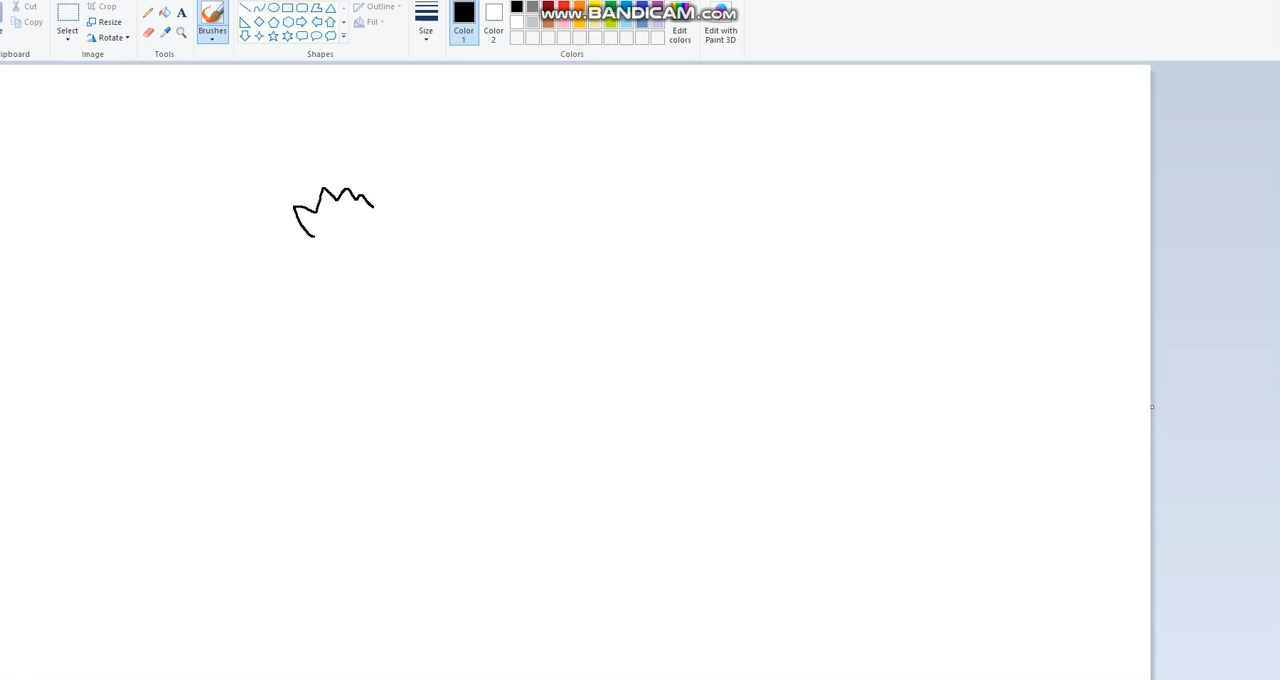 Cut
Crop
Copy
Select
Resize
Rotate
Brushes
Outline
Fill
Size
Color
1
Color
2
Edit
colors
Edit with
Paint 3D
www.BANDICAM.com
Image
Tools
Shapes
Colors